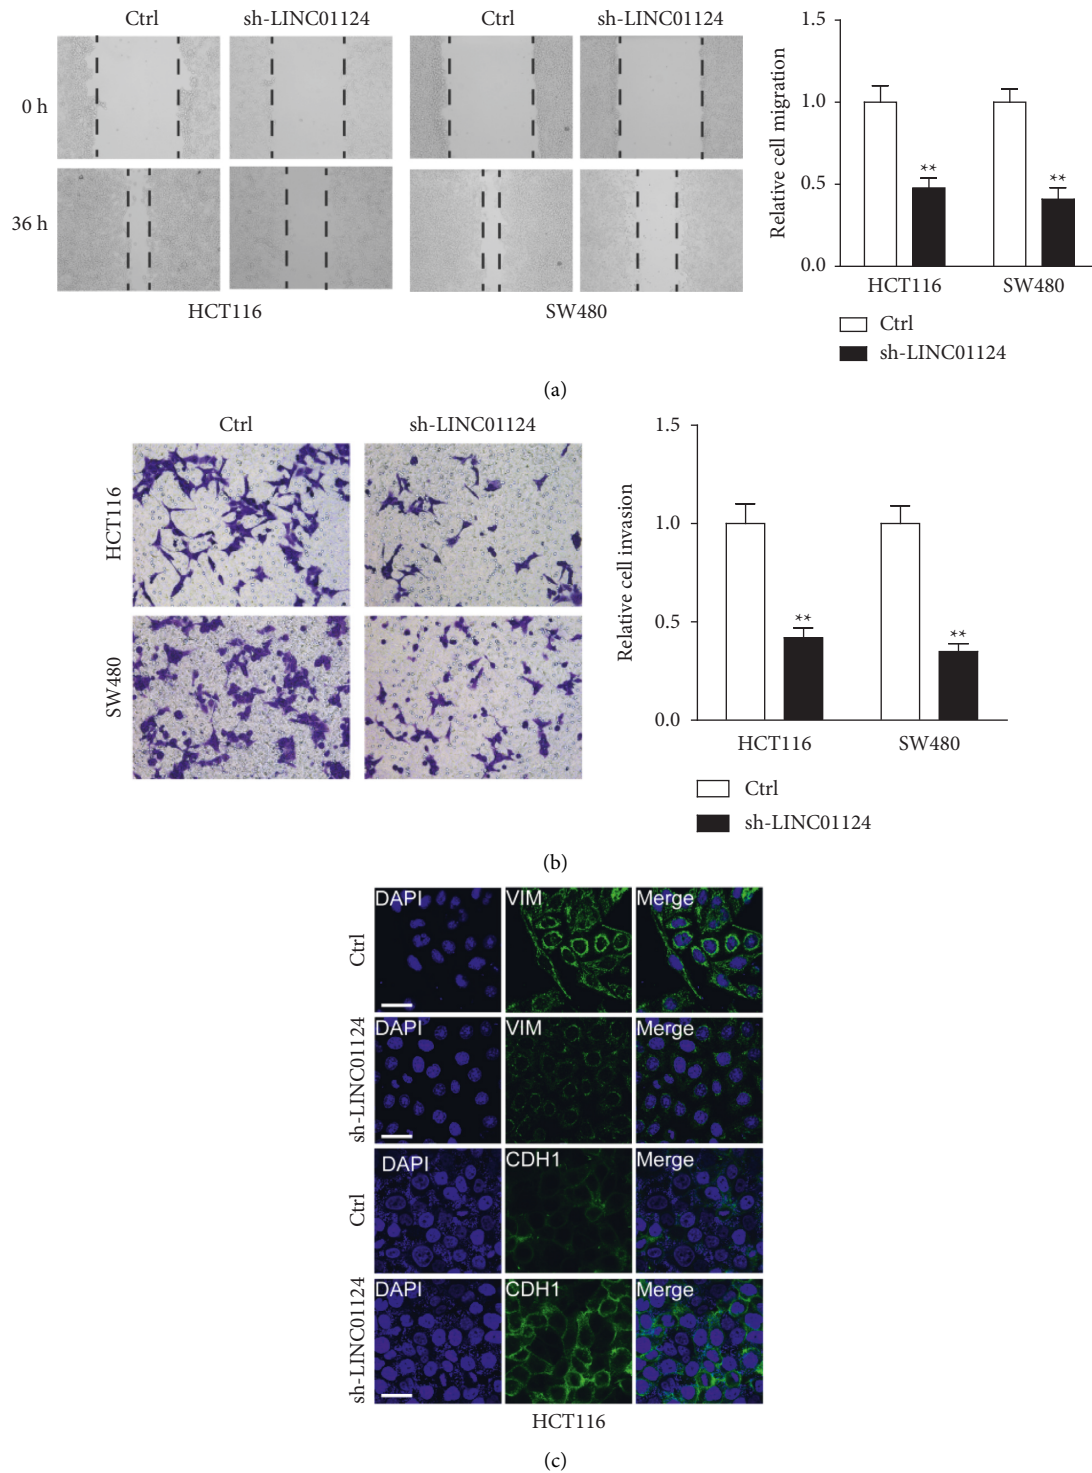 Ctrl sh-LINC01124 Ctrl sh-LINC01124
0 h
36 h
HCT116 SW480
Relative cell migration
1.5
1.0
0.5
0.0
**
**
HCT116 SW480
Ctrl
sh-LINC01124
(a)
Ctrl sh-LINC01124
HCT116
SW480
Relative cell invasion
1.5
1.0
0.5
0.0
**
**
HCT116 SW480
Ctrl
sh-LINC01124
(b)
Ctrl
DAPI VIM Merge
sh-LINC01124
DAPI VIM Merge
Ctrl
DAPI CDH1 Merge
sh-LINC01124
DAPI CDH1 Merge
HCT116
(c)